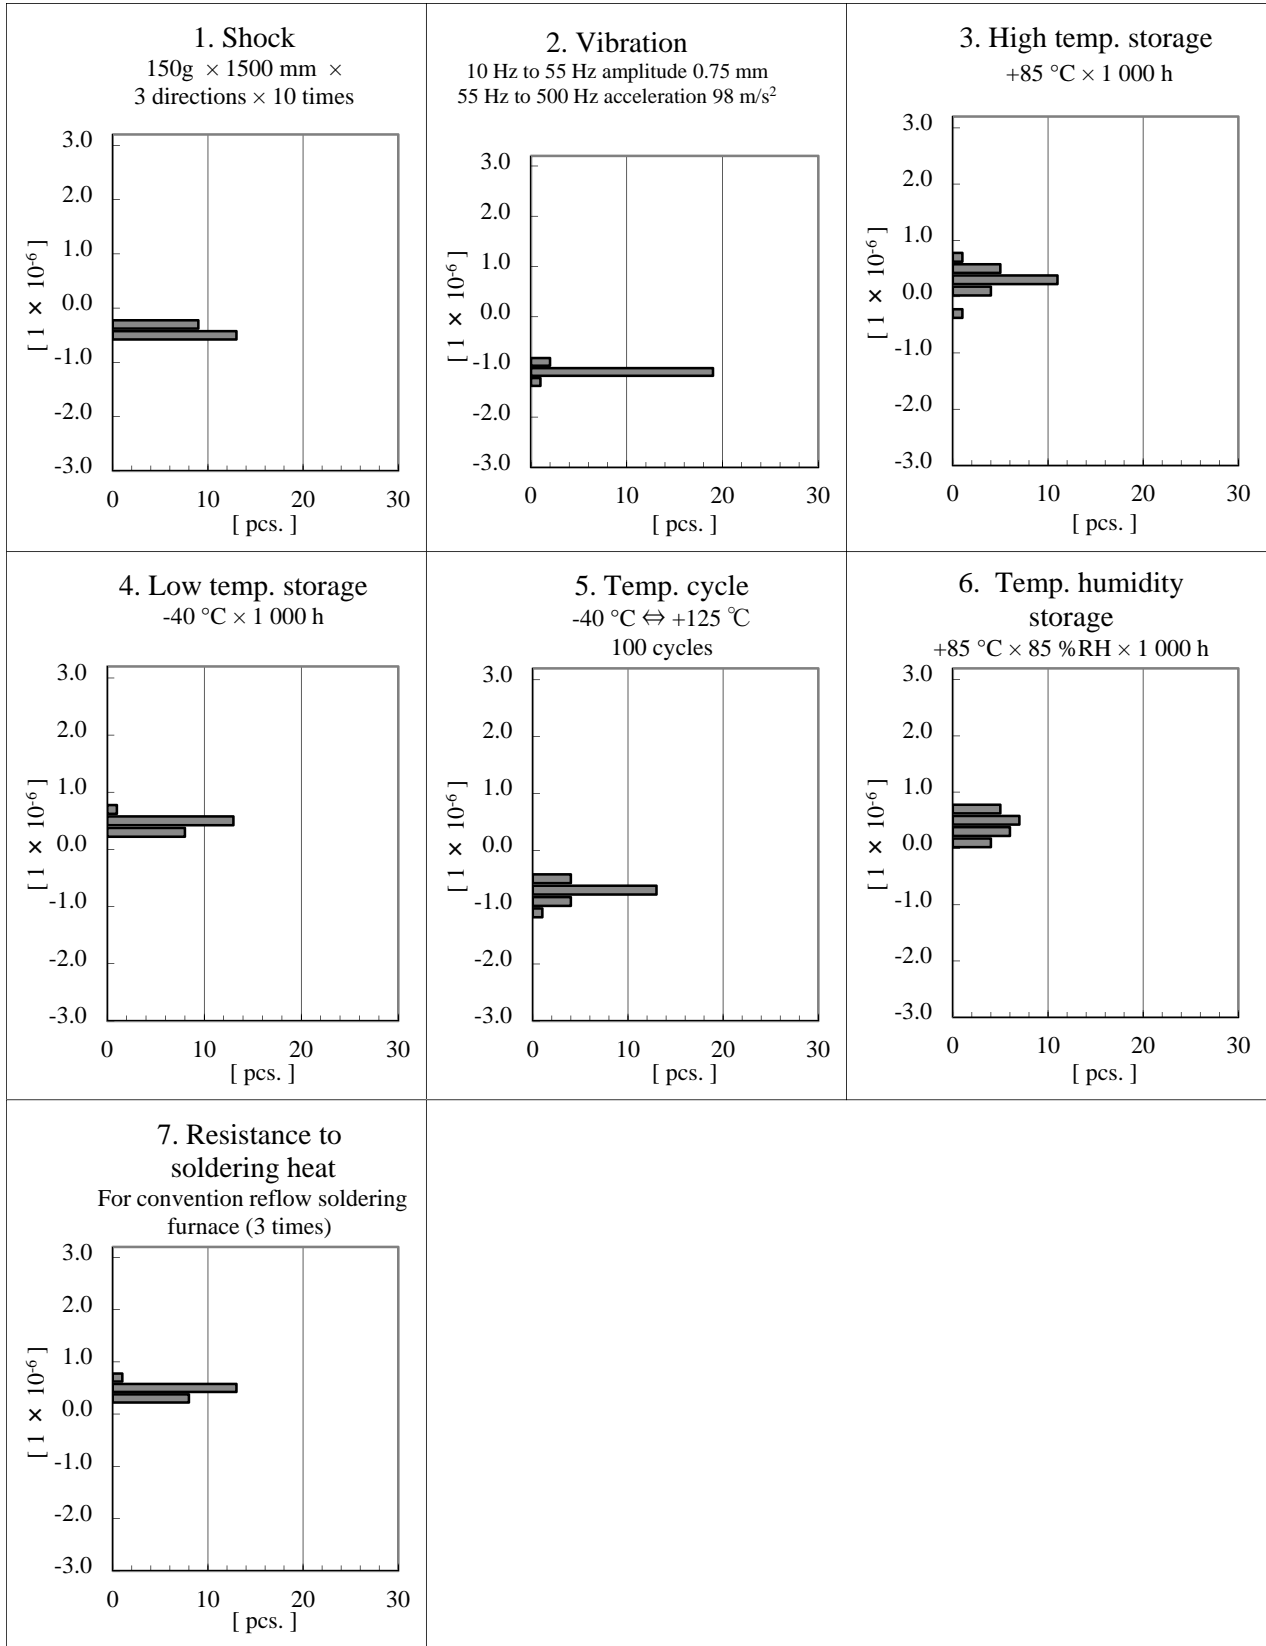 1. Shock
150g × 1500 mm ×
3 directions × 10 times
3.0
2.0
1.0
0.0
-1.0
-2.0
-3.0
[ 1 × 10-6 ]
0 10 20 30
[ pcs. ]
2. Vibration
10 Hz to 55 Hz amplitude 0.75 mm
55 Hz to 500 Hz acceleration 98 m/s2
3.0
2.0
1.0
0.0
-1.0
-2.0
-3.0
[ 1 × 10-6 ]
0 10 20 30
[ pcs. ]
3. High temp. storage
+85 °C × 1 000 h
3.0
2.0
1.0
0.0
-1.0
-2.0
-3.0
[ 1 × 10-6 ]
0 10 20 30
[ pcs. ]
4. Low temp. storage
-40 °C × 1 000 h
3.0
2.0
1.0
0.0
-1.0
-2.0
-3.0
[ 1 × 10-6 ]
0 10 20 30
[ pcs. ]
5. Temp. cycle
-40 °C ⇔ +125 ℃
100 cycles
3.0
2.0
1.0
0.0
-1.0
-2.0
-3.0
[ 1 × 10-6 ]
0 10 20 30
[ pcs. ]
6. Temp. humidity
storage
+85 °C × 85 %RH × 1 000 h
3.0
2.0
1.0
0.0
-1.0
-2.0
-3.0
[ 1 × 10-6 ]
0 10 20 30
[ pcs. ]
7. Resistance to
soldering heat
For convention reflow soldering
furnace (3 times)
3.0
2.0
1.0
0.0
-1.0
-2.0
-3.0
[ 1 × 10-6 ]
0 10 20 30
[ pcs. ]